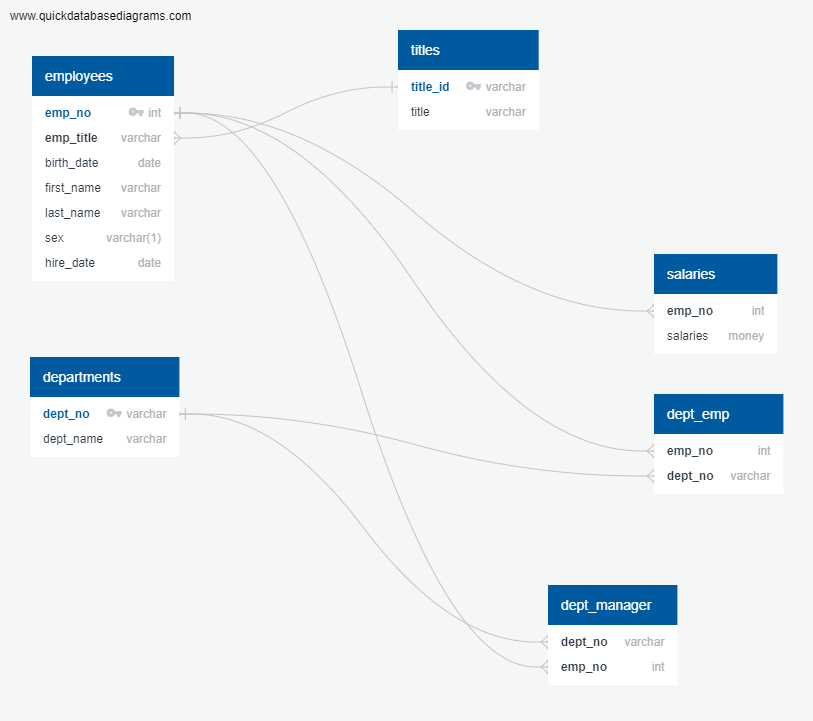 www.quickdatabasediagrams.com
employees
emp_no int
emp_title varchar
birth_date date
first_name varchar
last_name varchar
sex varchar(1)
hire_date date
titles
title_id varchar
title varchar
salaries
emp_no int
salaries money
departments
dept_no varchar
dept_name varchar
dept_emp
emp_no int
dept_no varchar
dept_manager
dept_no varchar
emp_no int